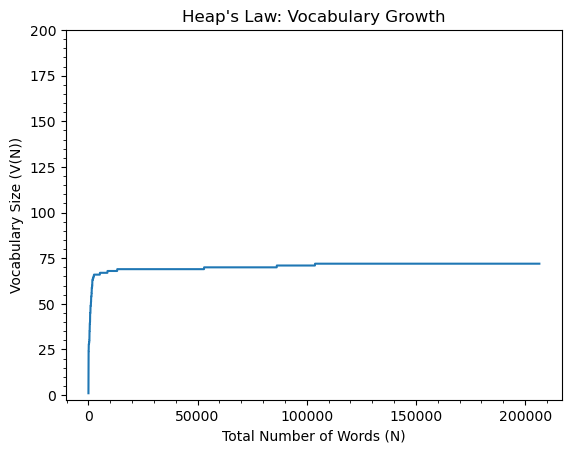 Heap's Law: Vocabulary Growth
200
175
150
125
100
75
50
25
0
Vocabulary Size (V(N))
0 50000 100000 150000 200000
Total Number of Words (N)